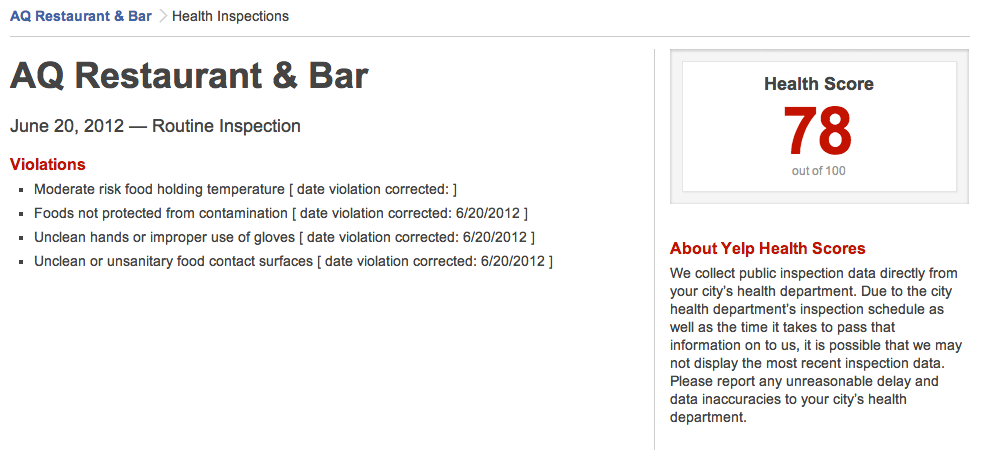 AQ Restaurant & Bar > Health Inspections
AQ Restaurant & Bar
June 20, 2012 — Routine Inspection
Violations
▪ Moderate risk food holding temperature [ date violation corrected: ]
▪ Foods not protected from contamination [ date violation corrected: 6/20/2012 ]
▪ Unclean hands or improper use of gloves [ date violation corrected: 6/20/2012 ]
▪ Unclean or unsanitary food contact surfaces [ date violation corrected: 6/20/2012 ]
Health Score
78
out of 100
About Yelp Health Scores
We collect public inspection data directly from
your city's health department. Due to the city
health department's inspection schedule as
well as the time it takes to pass that
information on to us, it is possible that we may
not display the most recent inspection data.
Please report any unreasonable delay and
data inaccuracies to your city's health
department.